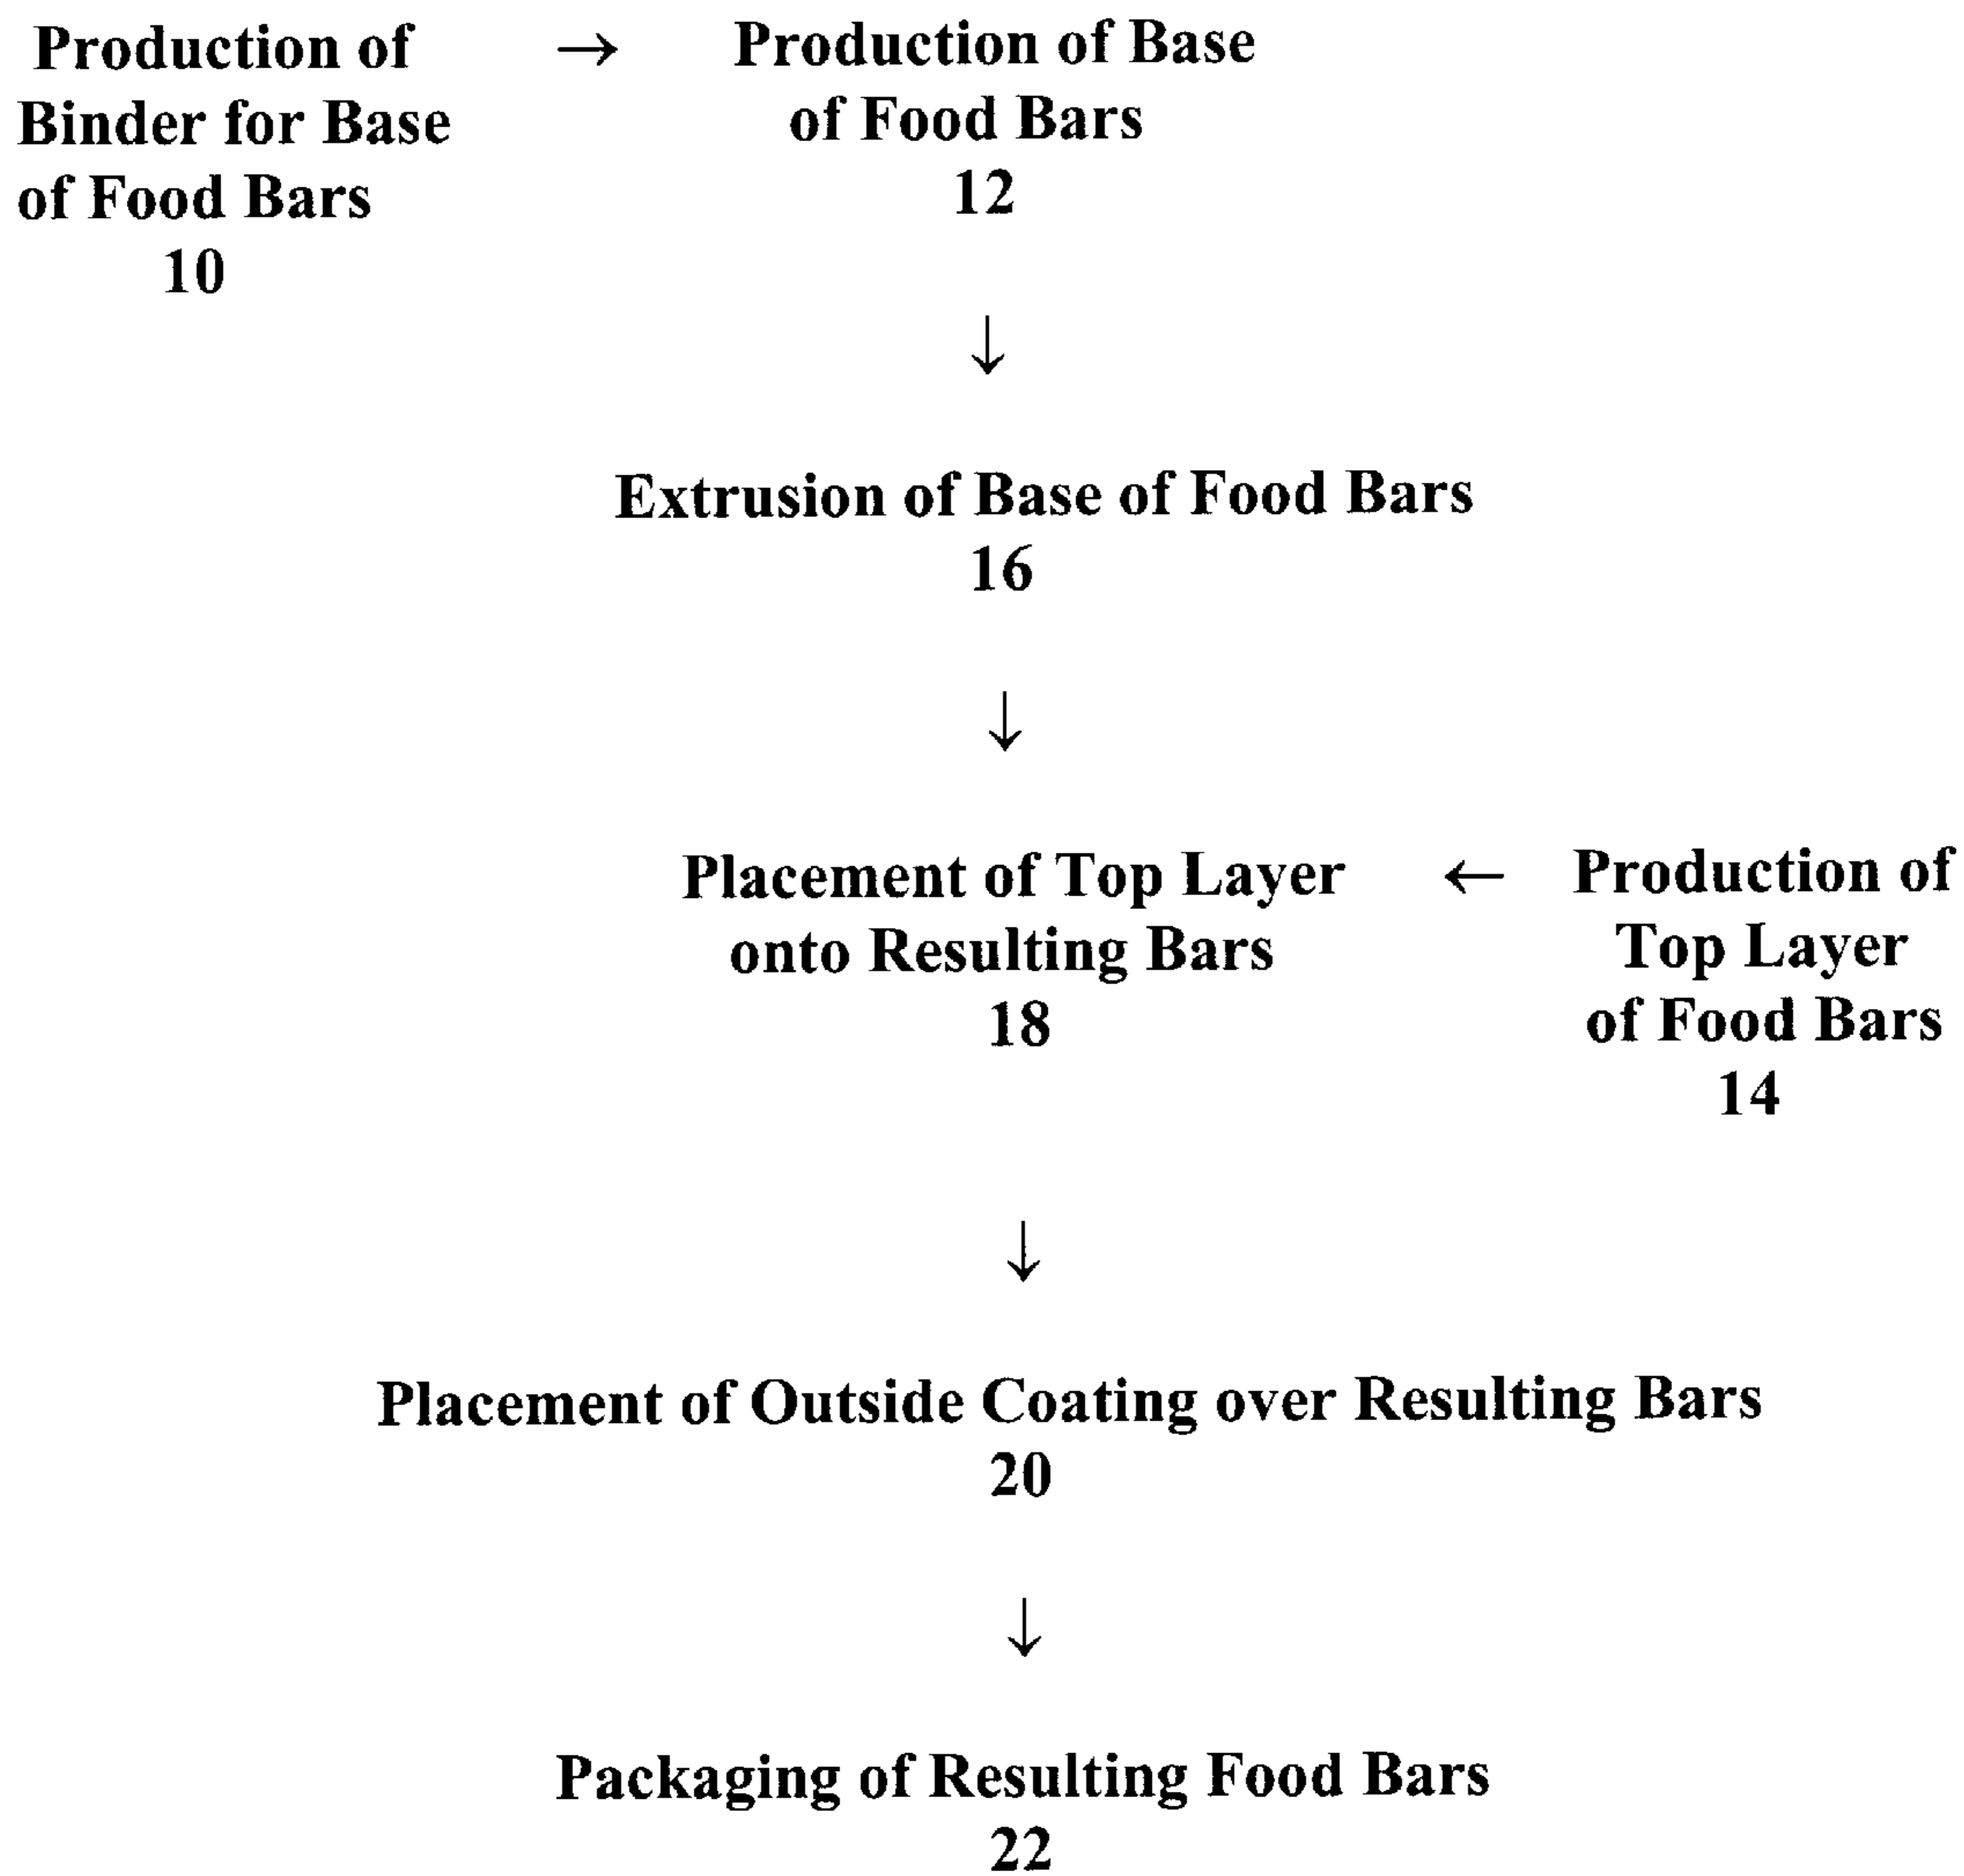 Production of
Binder for Base
of Food Bars
10
→
Production of Base
of Food Bars
12
↓
Extrusion of Base of Food Bars
16
↓
Placement of Top Layer
onto Resulting Bars
18
←
Production of
Top Layer
of Food Bars
14
↓
Placement of Outside Coating over Resulting Bars
20
↓
Packaging of Resulting Food Bars
22